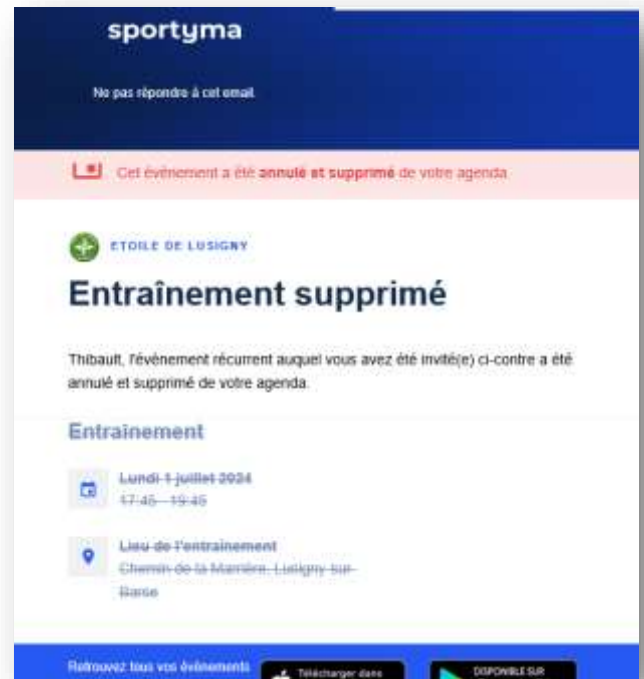 sportyma
Ne pas répondre à cet email.
Cet événement a été annulé et supprimé de votre agenda
ETOILE DE LUSIGNY
Entraînement supprimé
Thibault, l'événement récurrent auquel vous avez été invité(e) ci-contre a été
annulé et supprimé de votre agenda.
Entraînement
Lundi 1 juillet 2024
17:45 - 19:45
Lieu de l'entraînement
Chemin de la Marnière, Lusigny-sur-
Barse
Retrouvez tous vos événements
Télécharger dans
DISPONIBLE SUR